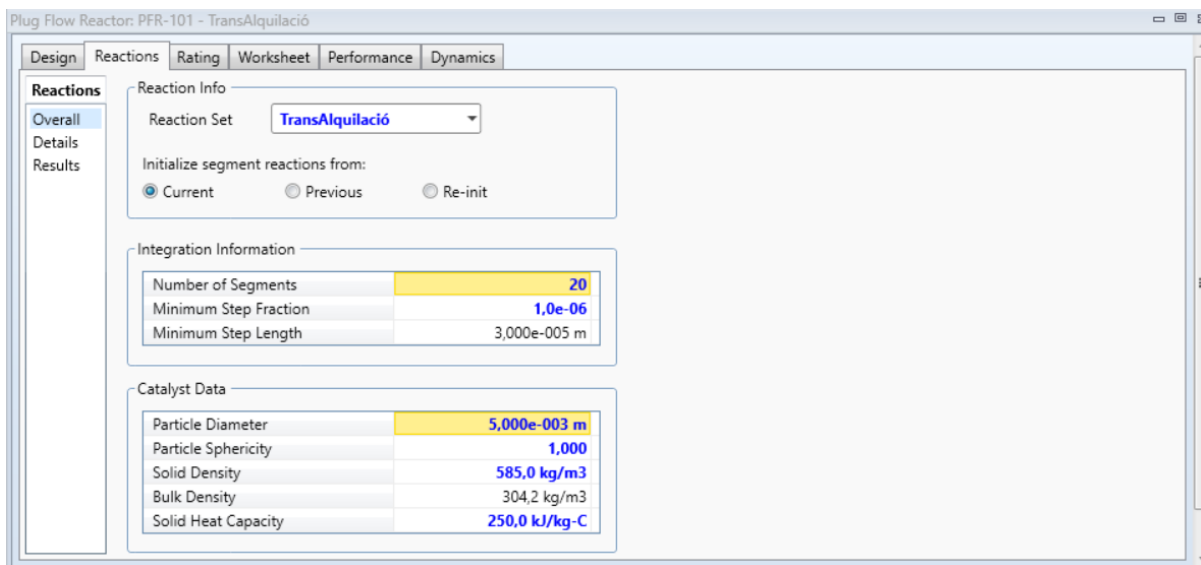 Plug Flow Reactor: PFR-101 - TransAlquilació
Design Reactions Rating Worksheet Performance Dynamics
Reactions
Overall
Details
Results
Reaction Info
Reaction Set TransAlquilació
Initialize segment reactions from:
Current Previous Re-init
Integration Information
Number of Segments 20
Minimum Step Fraction 1,0e-06
Minimum Step Length 3,000e-005 m
Catalyst Data
Particle Diameter 5,000e-003 m
Particle Sphericity 1,000
Solid Density 585,0 kg/m3
Bulk Density 304,2 kg/m3
Solid Heat Capacity 250,0 kJ/kg-C